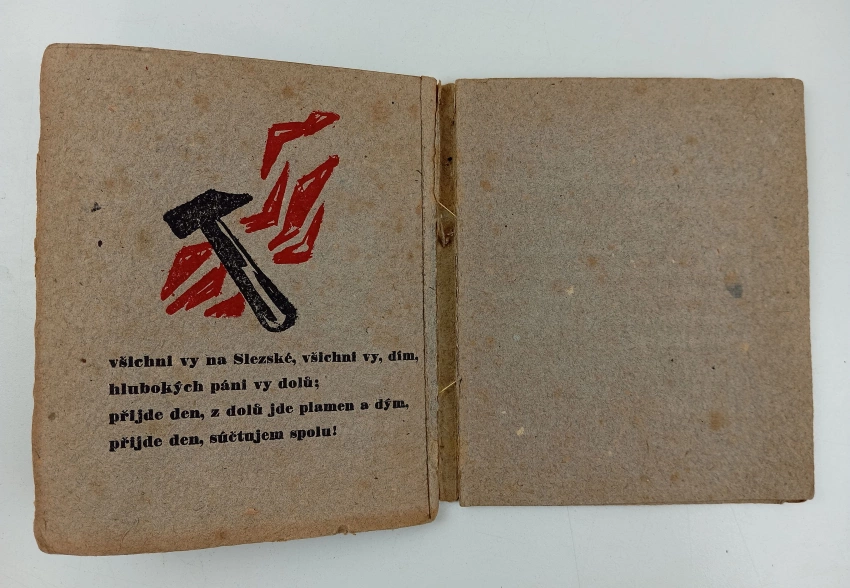 všichni vy na Slezské, všichni vy, dím,
hlubokých páni vy dolů;
přijde den, z dolů jde plamen a dým,
přijde den, súčtujem spolu!